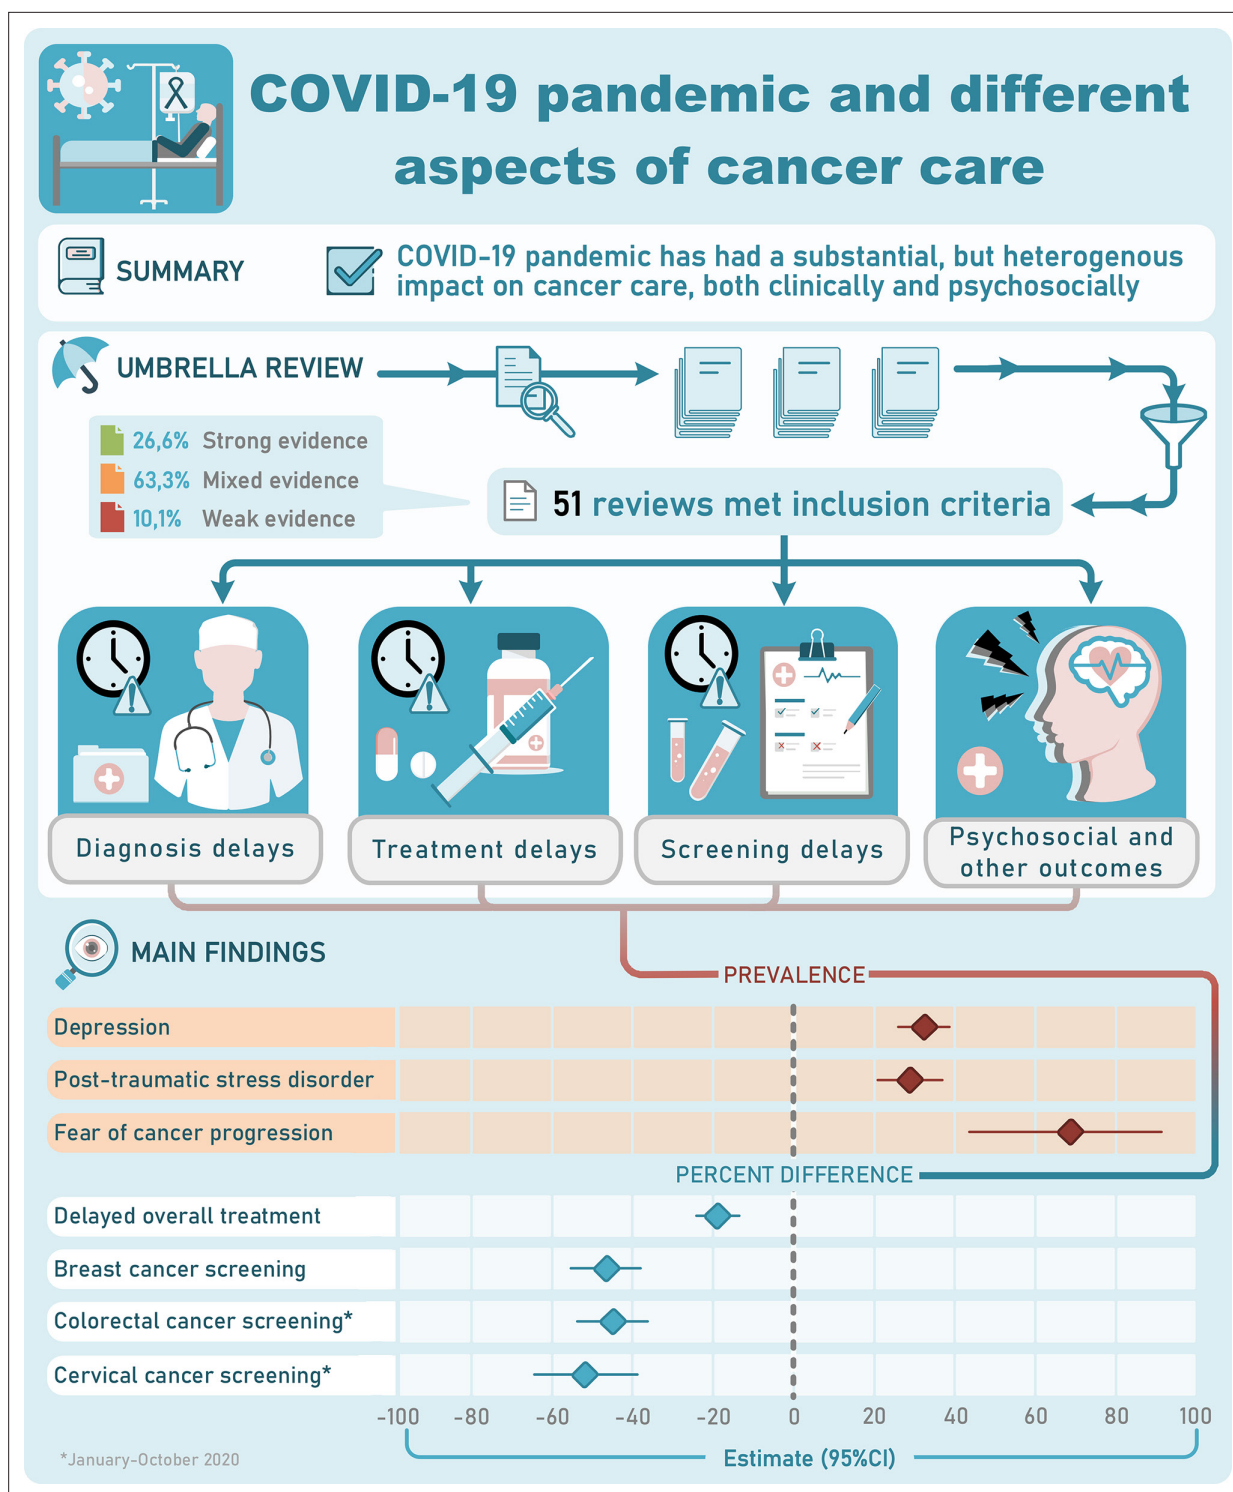 COVID-19 pandemic and different
aspects of cancer care
SUMMARY
COVID-19 pandemic has had a substantial, but heterogenous
impact on cancer care, both clinically and psychosocially
UMBRELLA REVIEW
26,6% Strong evidence
63,3% Mixed evidence
10,1% Weak evidence
51 reviews met inclusion criteria
Diagnosis delays
Treatment delays
Screening delays
Psychosocial and
other outcomes
MAIN FINDINGS
PREVALENCE
Depression
Post-traumatic stress disorder
Fear of cancer progression
PERCENT DIFFERENCE
Delayed overall treatment
Breast cancer screening
Colorectal cancer screening*
Cervical cancer screening*
-100 -80 -60 -40 -20 0 20 40 60 80 100
*January-October 2020
Estimate (95%CI)